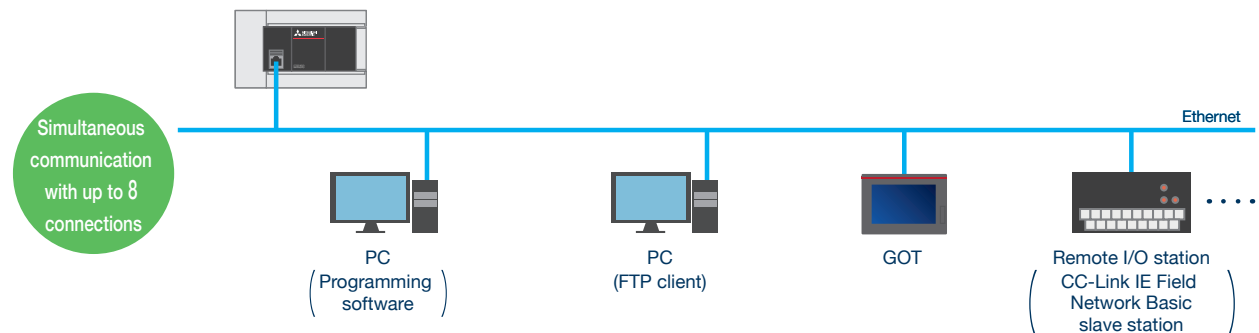 Ethernet
Simultaneous
communication
with up to 8
connections
PC
(Programming
software)
PC
(FTP client)
GOT
Remote I/O station
(CC-Link IE Field
Network Basic
slave station)